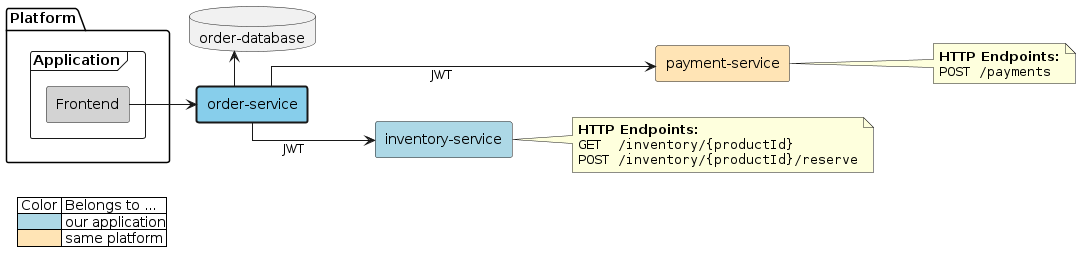 Platform
Application
Frontend
order-database
order-service
JWT
payment-service
HTTP Endpoints:
POST /payments
JWT
inventory-service
HTTP Endpoints:
GET  /inventory/{productId}
POST /inventory/{productId}/reserve
Color Belongs to ...
our application
same platform